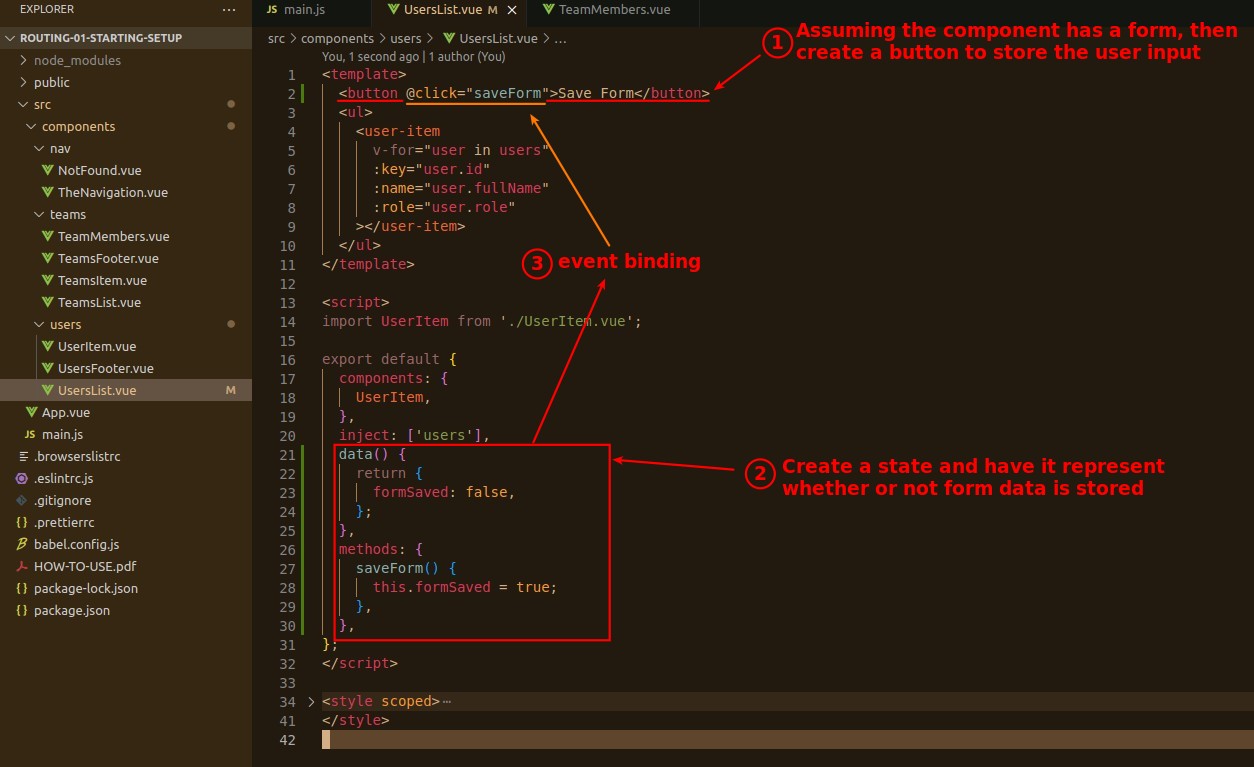 EXPLORER ...
ROUTING-01-STARTING-SETUP
node_modules
public
src
components
nav
NotFound.vue
TheNavigation.vue
teams
TeamMembers.vue
TeamsFooter.vue
TeamsItem.vue
TeamsList.vue
users
UserItem.vue
UsersFooter.vue
UsersList.vue M
App.vue
JS main.js
.browserslistrc
.eslintrc.js
.gitignore
{} .prettierrc
babel.config.js
HOW-TO-USE.pdf
{} package-lock.json
{} package.json
JS main.js UsersList.vue M × TeamMembers.vue
src > components > users > UsersList.vue > ...
You, 1 second ago | 1 author (You)
1 <template>
2 <button @click="saveForm">Save Form</button>
3 <ul>
4 <user-item
5 v-for="user in users"
6 :key="user.id"
7 :name="user.fullName"
8 :role="user.role"
9 ></user-item>
10 </ul>
11 </template>
12
13 <script>
14 import UserItem from './UserItem.vue';
15
16 export default {
17 components: {
18 UserItem,
19 },
20 inject: ['users'],
21 data() {
22 return {
23 formSaved: false,
24 };
25 },
26 methods: {
27 saveForm() {
28 this.formSaved = true;
29 },
30 },
31 };
32 </script>
33
34 <style scoped>...
41 </style>
42
1 Assuming the component has a form, then
create a button to store the user input
3 event binding
2 Create a state and have it represent
whether or not form data is stored